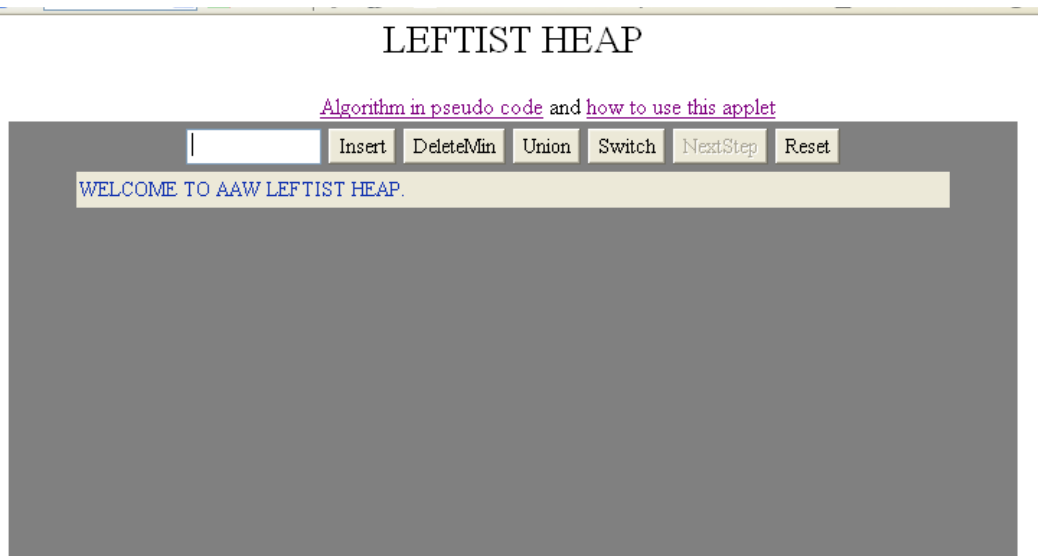 LEFTIST HEAP
Algorithm in pseudo code and how to use this applet
Insert DeleteMin Union Switch NextStep Reset
WELCOME TO AAW LEFTIST HEAP.